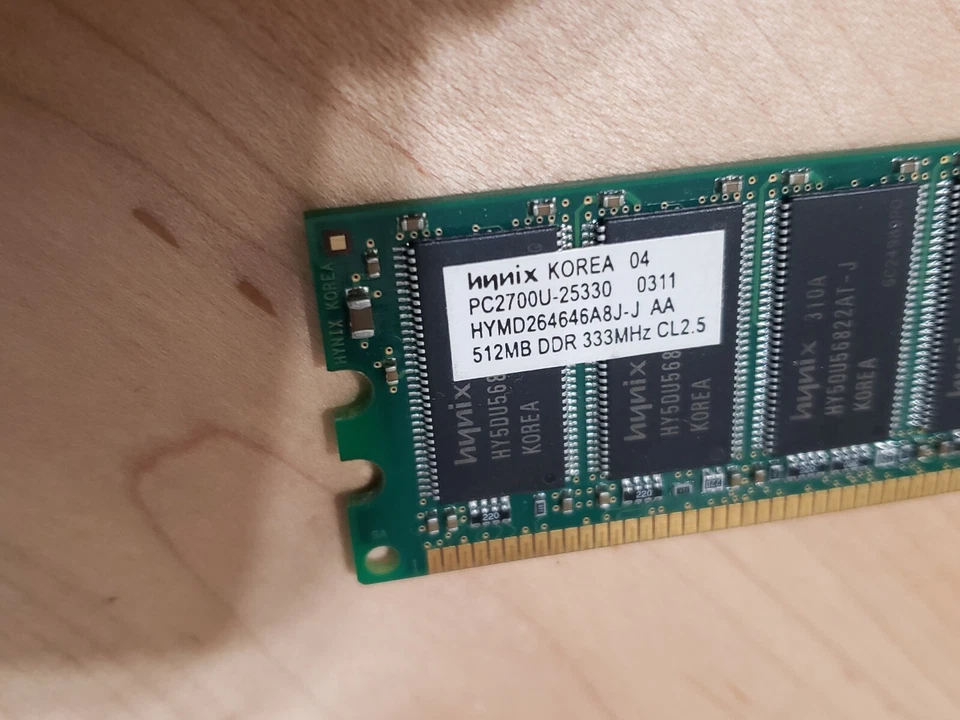 hynix KOREA 04
PC2700U-25330 0311
HYMD264646A8J-J AA
512MB DDR 333MHz CL2.5
HYNIX KOREA
hynix
HY5DU568
KOREA
hynix
HY5DU568
KOREA
hynix 310A
HY5DU56822AT-J
KOREA
220
220